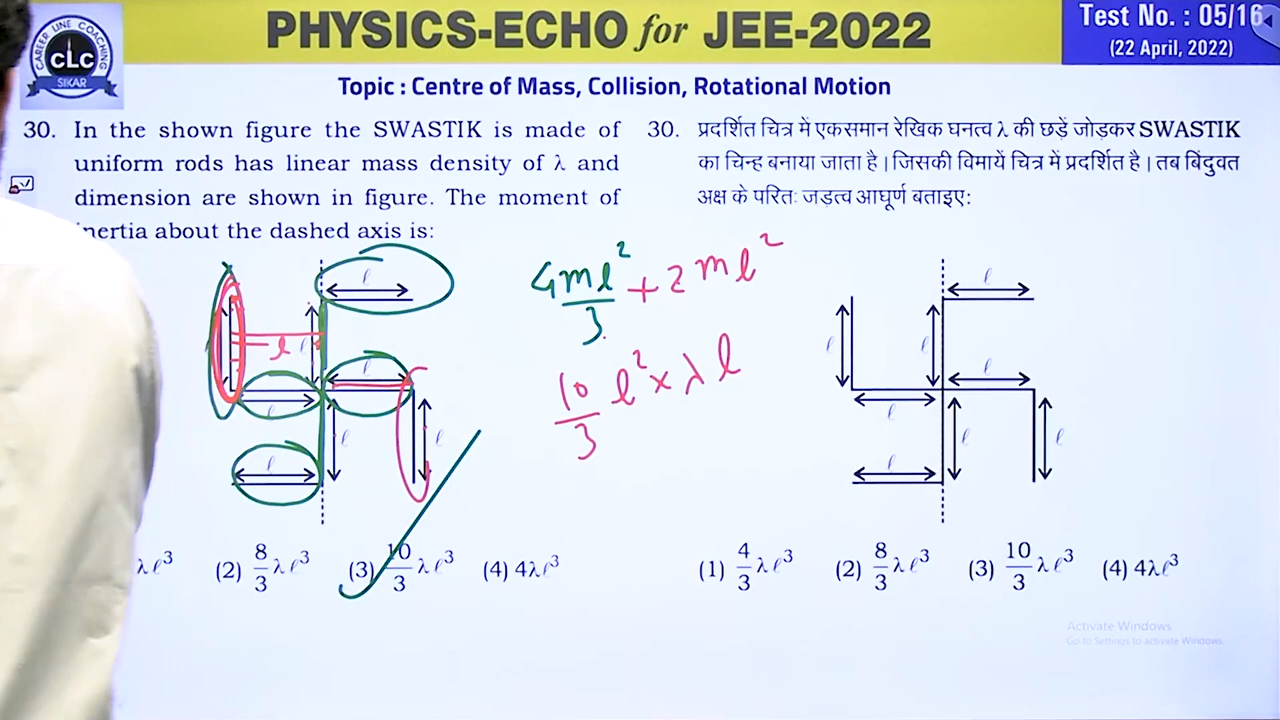 CAREER LINE COACHING
CLC
SIKAR
PHYSICS-ECHO for JEE-2022
Test No. : 05/16
(22 April, 2022)
Topic : Centre of Mass, Collision, Rotational Motion
30. In the shown figure the SWASTIK is made of
uniform rods has linear mass density of λ and
dimension are shown in figure. The moment of
nertia about the dashed axis is:
ℓ
ℓ
ℓ
l
ℓ
ℓ
ℓ
ℓ
ℓ
λℓ³ (2) 8/3 λℓ³ (3) 10/3 λℓ³ (4) 4λℓ³
4 ml²/3 + 2ml²
10/3 l² × λl
30. प्रदर्शित चित्र में एकसमान रेखिक घनत्व λ की छड़ें जोड़कर SWASTIK
का चिन्ह बनाया जाता है। जिसकी विमायें चित्र में प्रदर्शित है। तब बिंदुवत
अक्ष के परितः जडत्व आघूर्ण बताइए:
ℓ
ℓ
ℓ
ℓ
ℓ
ℓ
ℓ
ℓ
(1) 4/3 λℓ³ (2) 8/3 λℓ³ (3) 10/3 λℓ³ (4) 4λℓ³
Activate Windows
Go to Settings to activate Windows.